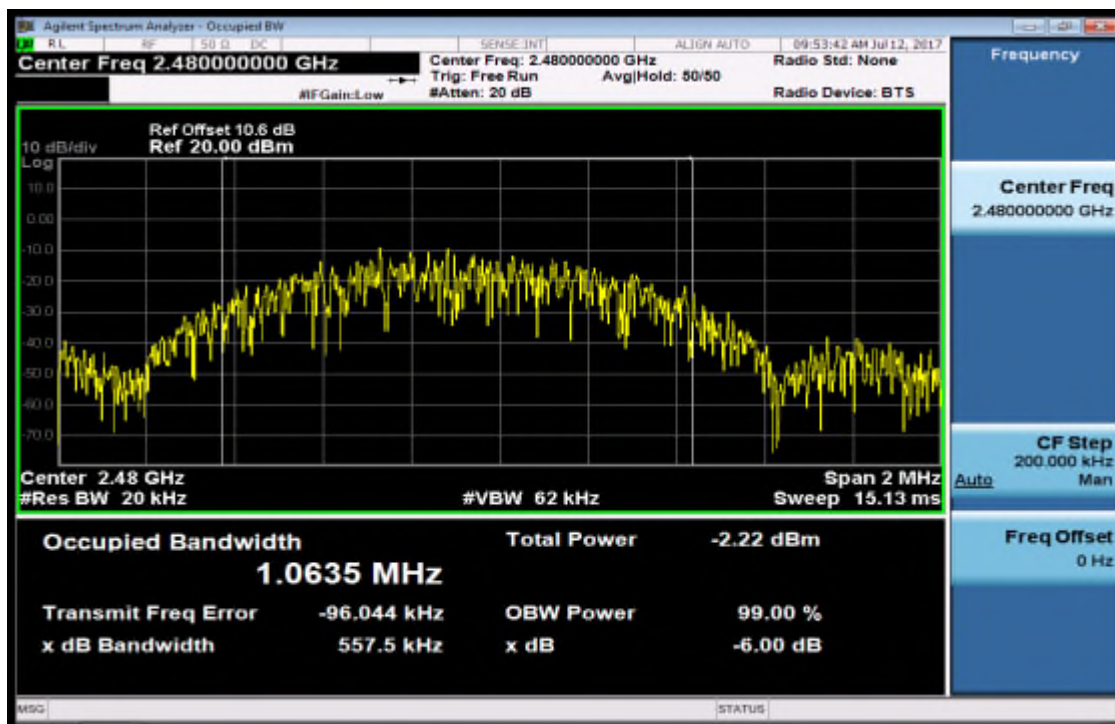 Agilent Spectrum Analyzer - Occupied BW
RL RF 50 Ω DC SENSE:INT ALIGN AUTO 09:53:42 AM Jul 12, 2017
Center Freq 2.480000000 GHz
Center Freq: 2.480000000 GHz
Radio Std: None
Trig: Free Run
Avg|Hold: 50/50
#IFGain:Low
#Atten: 20 dB
Radio Device: BTS
Ref Offset 10.6 dB
10 dB/div Ref 20.00 dBm
Log
10.0
0.00
-10.0
-20.0
-30.0
-40.0
-50.0
-60.0
-70.0
Center 2.48 GHz Span 2 MHz
#Res BW 20 kHz #VBW 62 kHz Sweep 15.13 ms
Occupied Bandwidth Total Power -2.22 dBm
1.0635 MHz
Transmit Freq Error -96.044 kHz OBW Power 99.00 %
x dB Bandwidth 557.5 kHz x dB -6.00 dB
MSG STATUS
Frequency
Center Freq
2.480000000 GHz
CF Step
200.000 kHz
Auto Man
Freq Offset
0 Hz